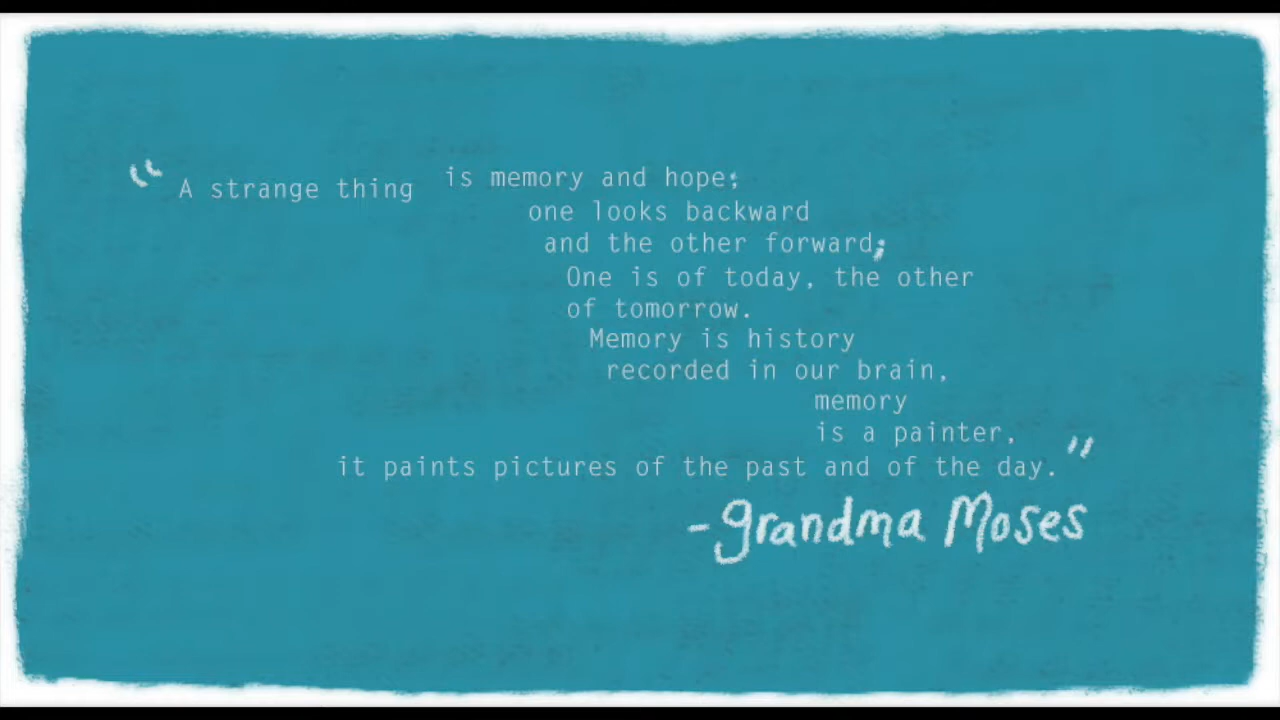 “ A strange thing is memory and hope;
one looks backward
and the other forward;
One is of today, the other
of tomorrow.
Memory is history
recorded in our brain,
memory
is a painter,
it paints pictures of the past and of the day. ”
-grandma Moses